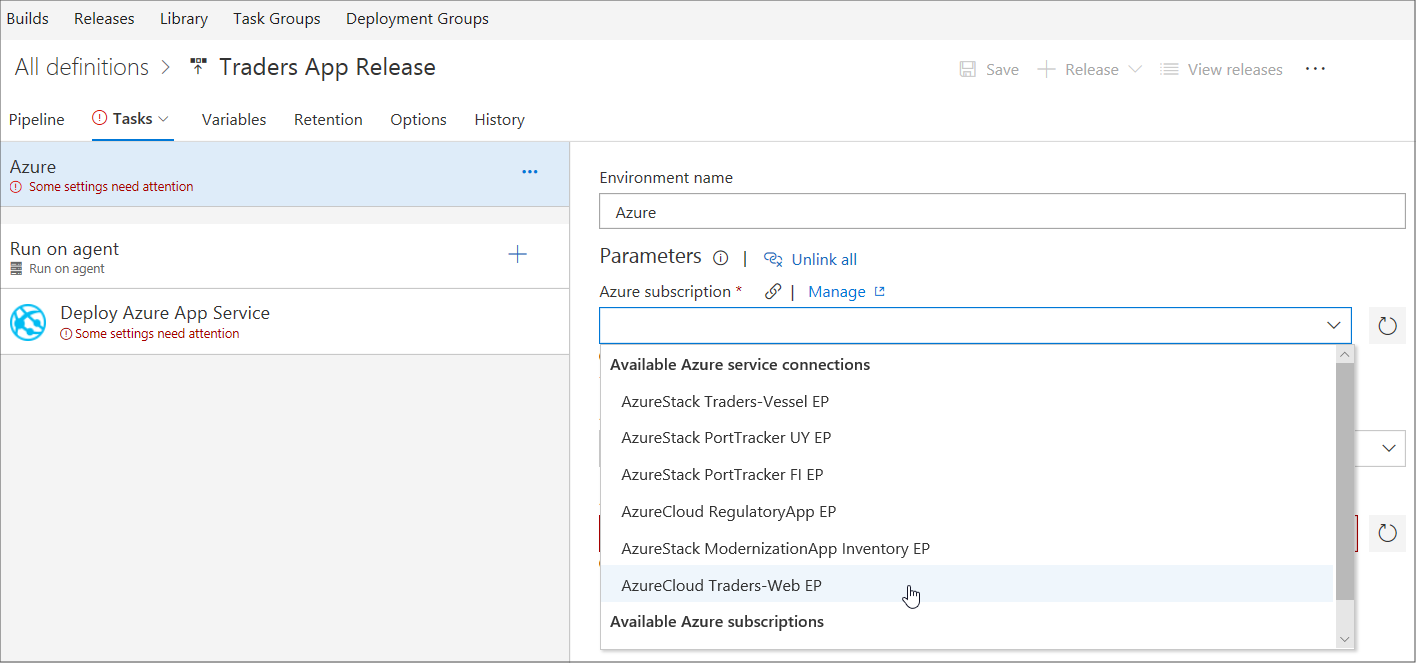 Builds Releases Library Task Groups Deployment Groups
All definitions > Traders App Release
Save + Release View releases ...
Pipeline ! Tasks Variables Retention Options History
Azure ...
! Some settings need attention
Run on agent +
Run on agent
Deploy Azure App Service
! Some settings need attention
Environment name
Azure
Parameters i | Unlink all
Azure subscription * | Manage
Available Azure service connections
AzureStack Traders-Vessel EP
AzureStack PortTracker UY EP
AzureStack PortTracker FI EP
AzureCloud RegulatoryApp EP
AzureStack ModernizationApp Inventory EP
AzureCloud Traders-Web EP
Available Azure subscriptions